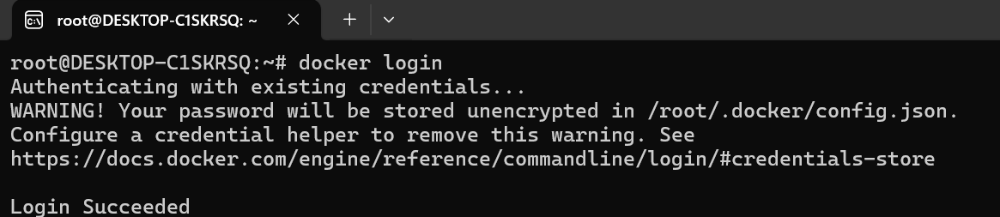 root@DESKTOP-C1SKRSQ: ~
root@DESKTOP-C1SKRSQ:~# docker login
Authenticating with existing credentials...
WARNING! Your password will be stored unencrypted in /root/.docker/config.json.
Configure a credential helper to remove this warning. See
https://docs.docker.com/engine/reference/commandline/login/#credentials-store
Login Succeeded